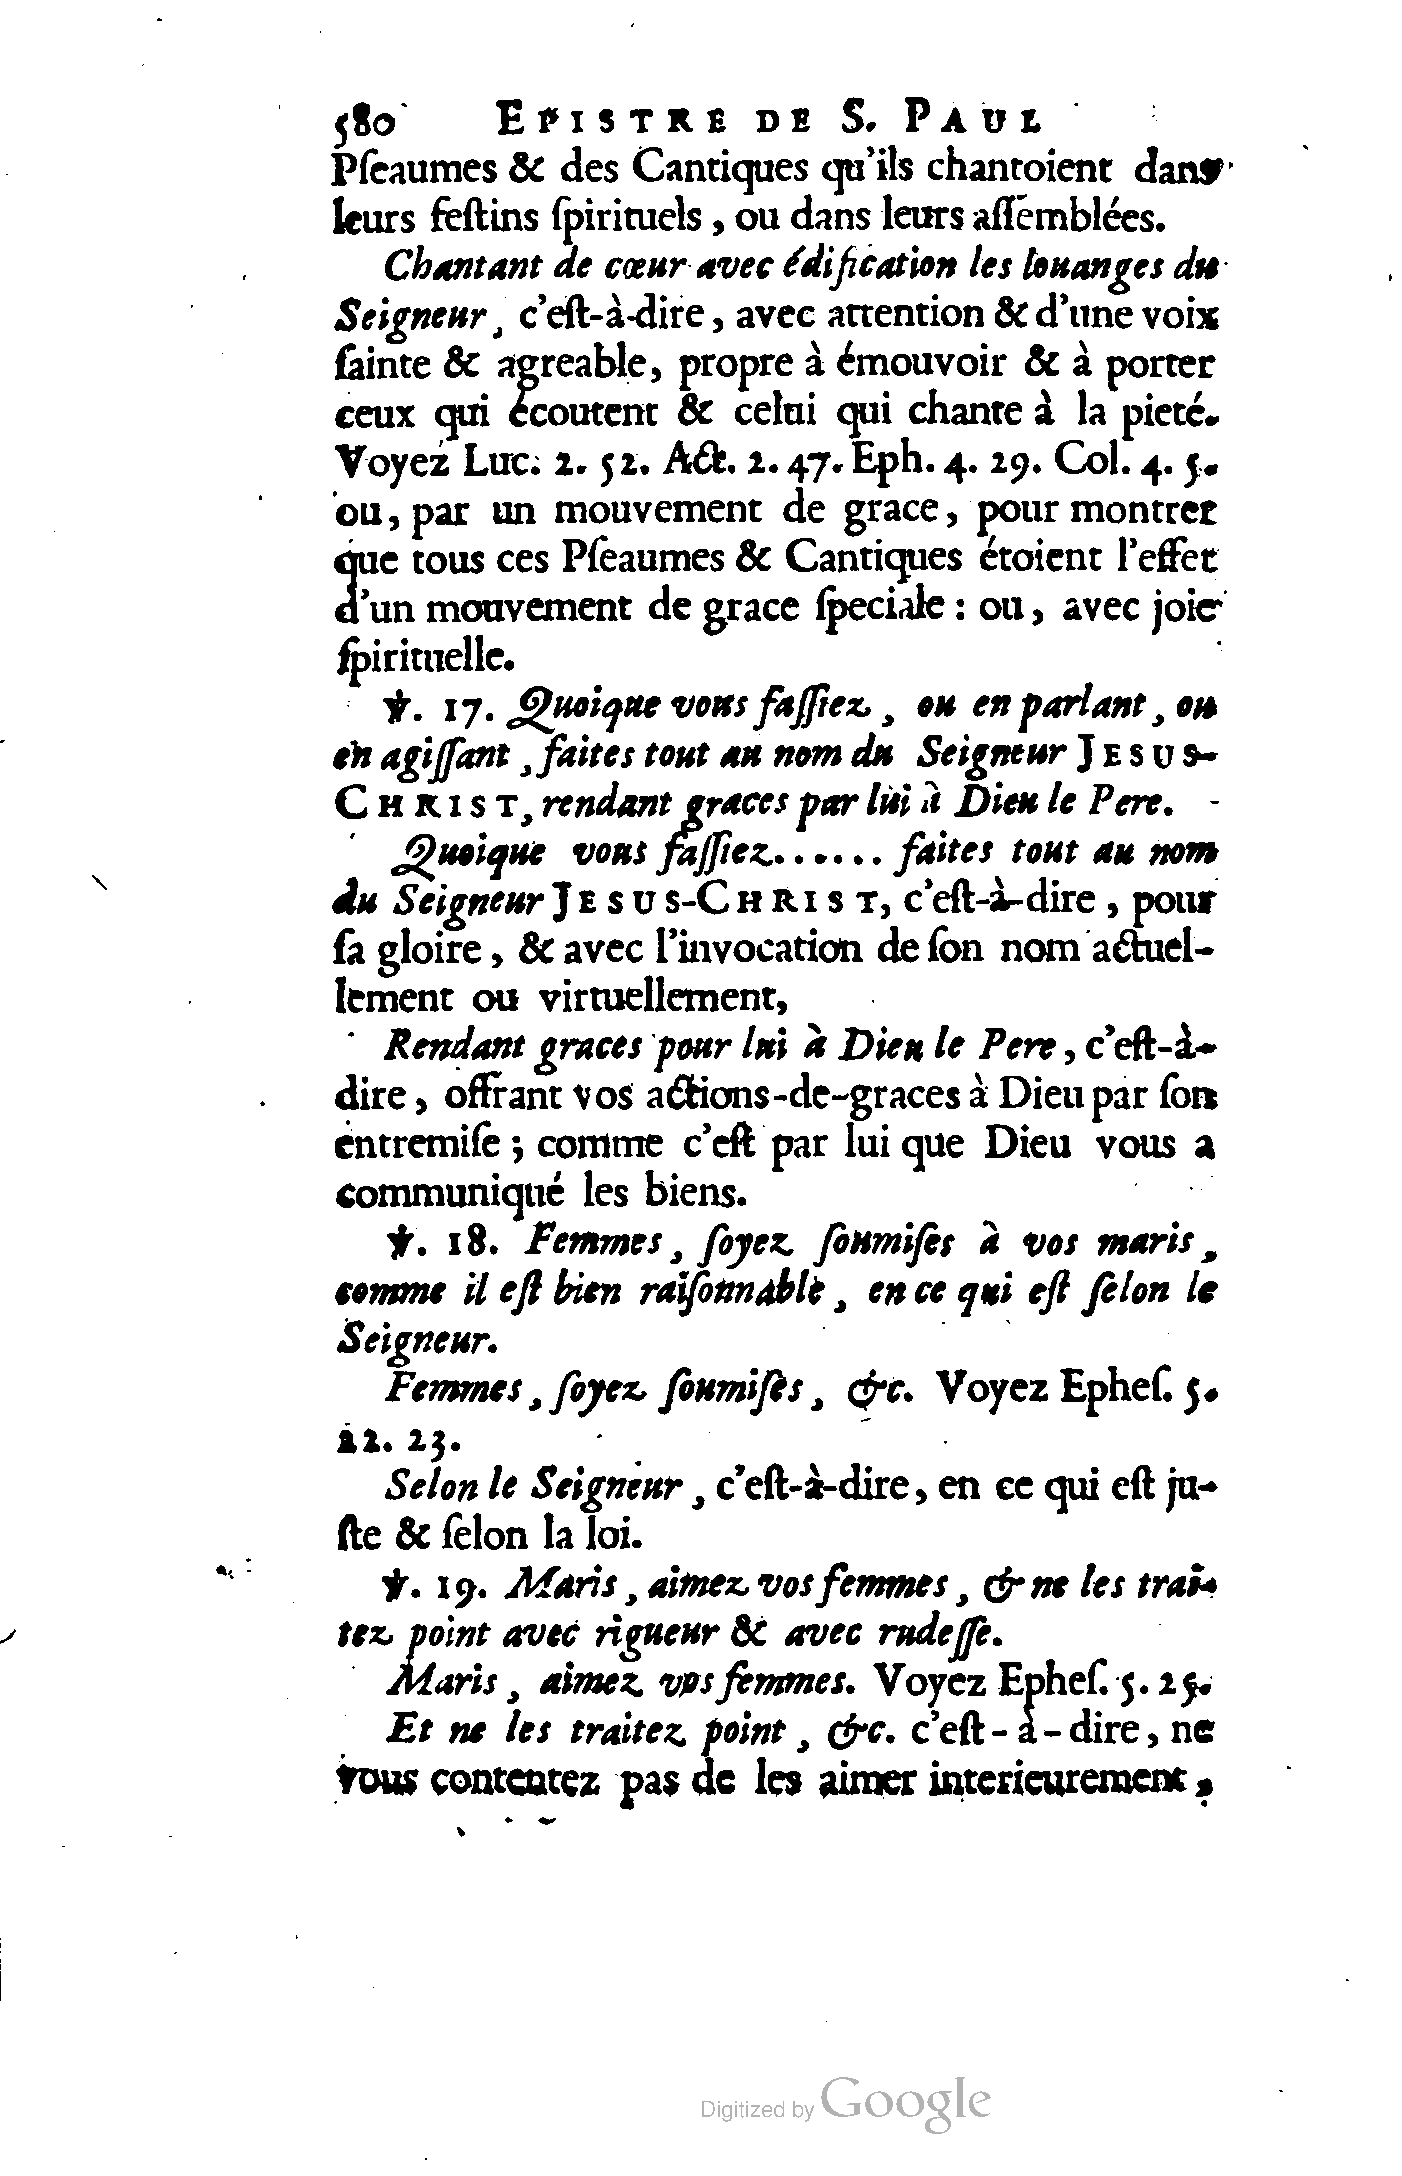 580 EPISTRE DE S. PAUL
Pſeaumes & des Cantiques qu'ils chantoient dans
leurs feſtins ſpirituels, ou dans leurs aſſemblées.
Chantant de cœur avec édification les louanges du
Seigneur, c'eſt-à-dire, avec attention & d'une voix
ſainte & agreable, propre à émouvoir & à porter
ceux qui écoutent & celui qui chante à la pieté.
Voyez Luc. 2. 52. Act. 2. 47. Eph. 4. 29. Col. 4. 5.
ou, par un mouvement de grace, pour montrer
que tous ces Pſeaumes & Cantiques étoient l'effet
d'un mouvement de grace ſpeciale : ou, avec joie
ſpirituelle.
℣. 17. Quoique vous faſſiez, ou en parlant, ou
en agiſſant, faites tout au nom du Seigneur JESUS-
CHRIST, rendant graces par lui à Dieu le Pere.
Quoique vous faſſiez...... faites tout au nom
du Seigneur JESUS-CHRIST, c'eſt-à-dire, pour
ſa gloire, & avec l'invocation de ſon nom actuel-
lement ou virtuellement,
Rendant graces pour lui à Dieu le Pere, c'eſt-à-
dire, offrant vos actions-de-graces à Dieu par ſon
entremiſe ; comme c'eſt par lui que Dieu vous a
communiqué les biens.
℣. 18. Femmes, ſoyez ſoumiſes à vos maris,
comme il eſt bien raiſonnable, en ce qui eſt ſelon le
Seigneur.
Femmes, ſoyez ſoumiſes, &c. Voyez Epheſ. 5.
22. 23.
Selon le Seigneur, c'eſt-à-dire, en ce qui eſt ju-
ſte & ſelon la loi.
℣. 19. Maris, aimez vos femmes, & ne les trai-
tez point avec rigueur & avec rudeſſe.
Maris, aimez vos femmes. Voyez Epheſ. 5. 25.
Et ne les traitez point, &c. c'eſt-à-dire, ne
vous contentez pas de les aimer interieurement,
Digitized by Google